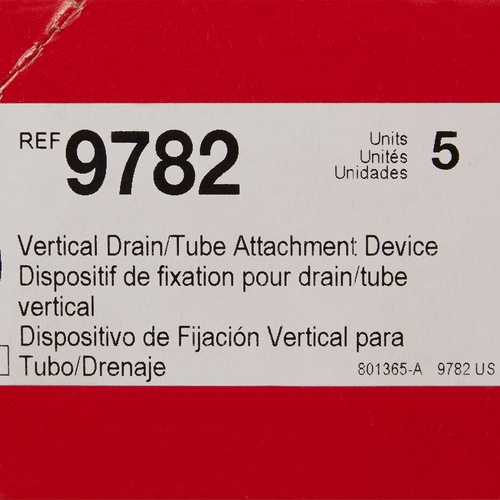 REF 9782
Units
Unités
Unidades
5
Vertical Drain/Tube Attachment Device
Dispositif de fixation pour drain/tube
vertical
Dispositivo de Fijación Vertical para
Tubo/Drenaje
801365-A 9782 US